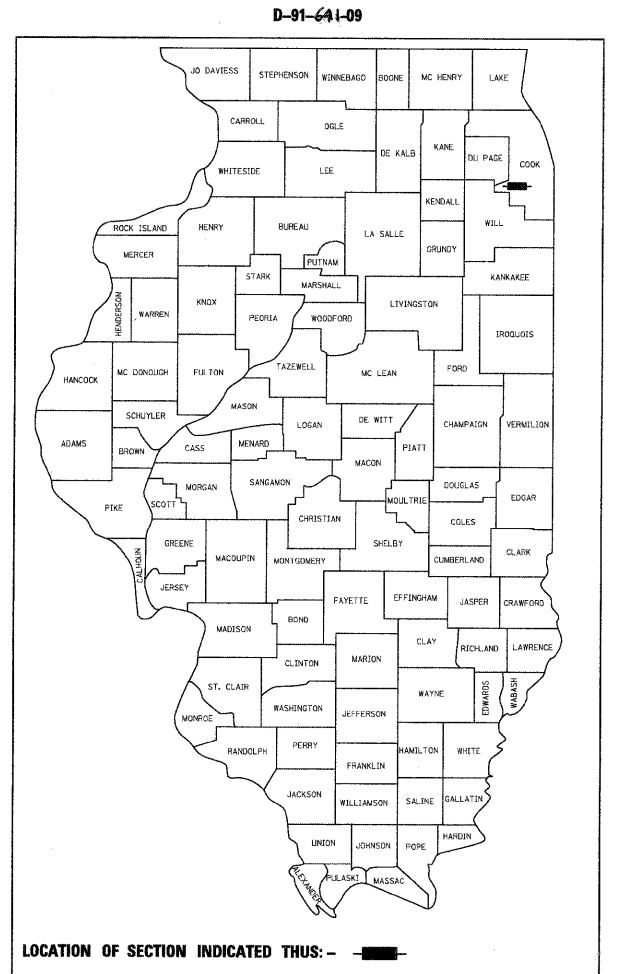 D-91-641-09
JO DAVIESS STEPHENSON WINNEBAGO BOONE MC HENRY LAKE
CARROLL OGLE
DE KALB KANE DU PAGE COOK
WHITESIDE LEE
KENDALL
ROCK ISLAND HENRY BUREAU LA SALLE WILL
MERCER PUTNAM GRUNDY
STARK MARSHALL KANKAKEE
HENDERSON WARREN KNOX PEORIA WOODFORD LIVINGSTON IROQUOIS
HANCOCK MC DONOUGH FULTON TAZEWELL MC LEAN FORD
SCHUYLER MASON LOGAN DE WITT CHAMPAIGN VERMILION
ADAMS BROWN CASS MENARD MACON PIATT
MORGAN SANGAMON MOULTRIE DOUGLAS EDGAR
PIKE SCOTT CHRISTIAN COLES
GREENE MACOUPIN MONTGOMERY SHELBY CUMBERLAND CLARK
CALHOUN JERSEY FAYETTE EFFINGHAM JASPER CRAWFORD
MADISON BOND
CLINTON MARION CLAY RICHLAND LAWRENCE
ST. CLAIR WAYNE EDWARDS WABASH
MONROE WASHINGTON JEFFERSON
RANDOLPH PERRY FRANKLIN HAMILTON WHITE
JACKSON WILLIAMSON SALINE GALLATIN
UNION JOHNSON POPE HARDIN
ALEXANDER PULASKI MASSAC
LOCATION OF SECTION INDICATED THUS: -